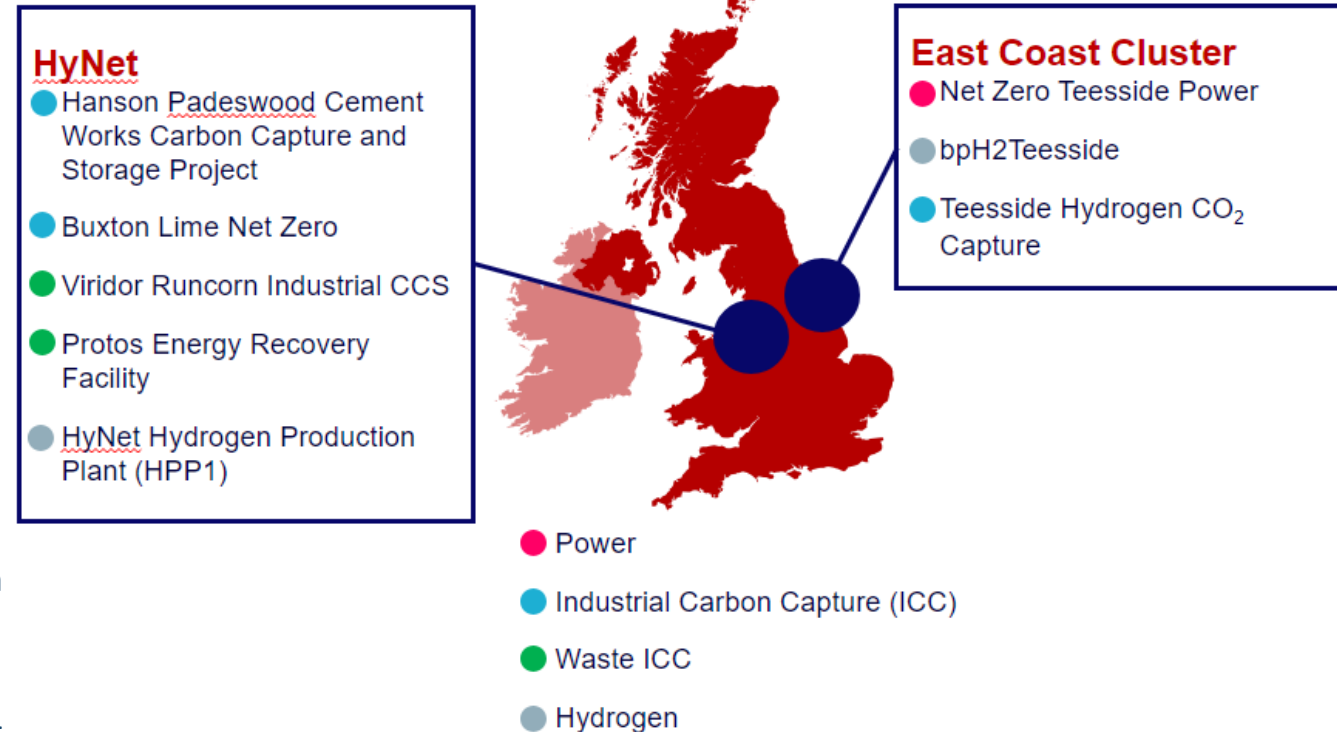 HyNet
Hanson Padeswood Cement
Works Carbon Capture and
Storage Project
Buxton Lime Net Zero
Viridor Runcorn Industrial CCS
Protos Energy Recovery
Facility
HyNet Hydrogen Production
Plant (HPP1)
East Coast Cluster
Net Zero Teesside Power
bpH2Teesside
Teesside Hydrogen CO₂
Capture
Power
Industrial Carbon Capture (ICC)
Waste ICC
Hydrogen